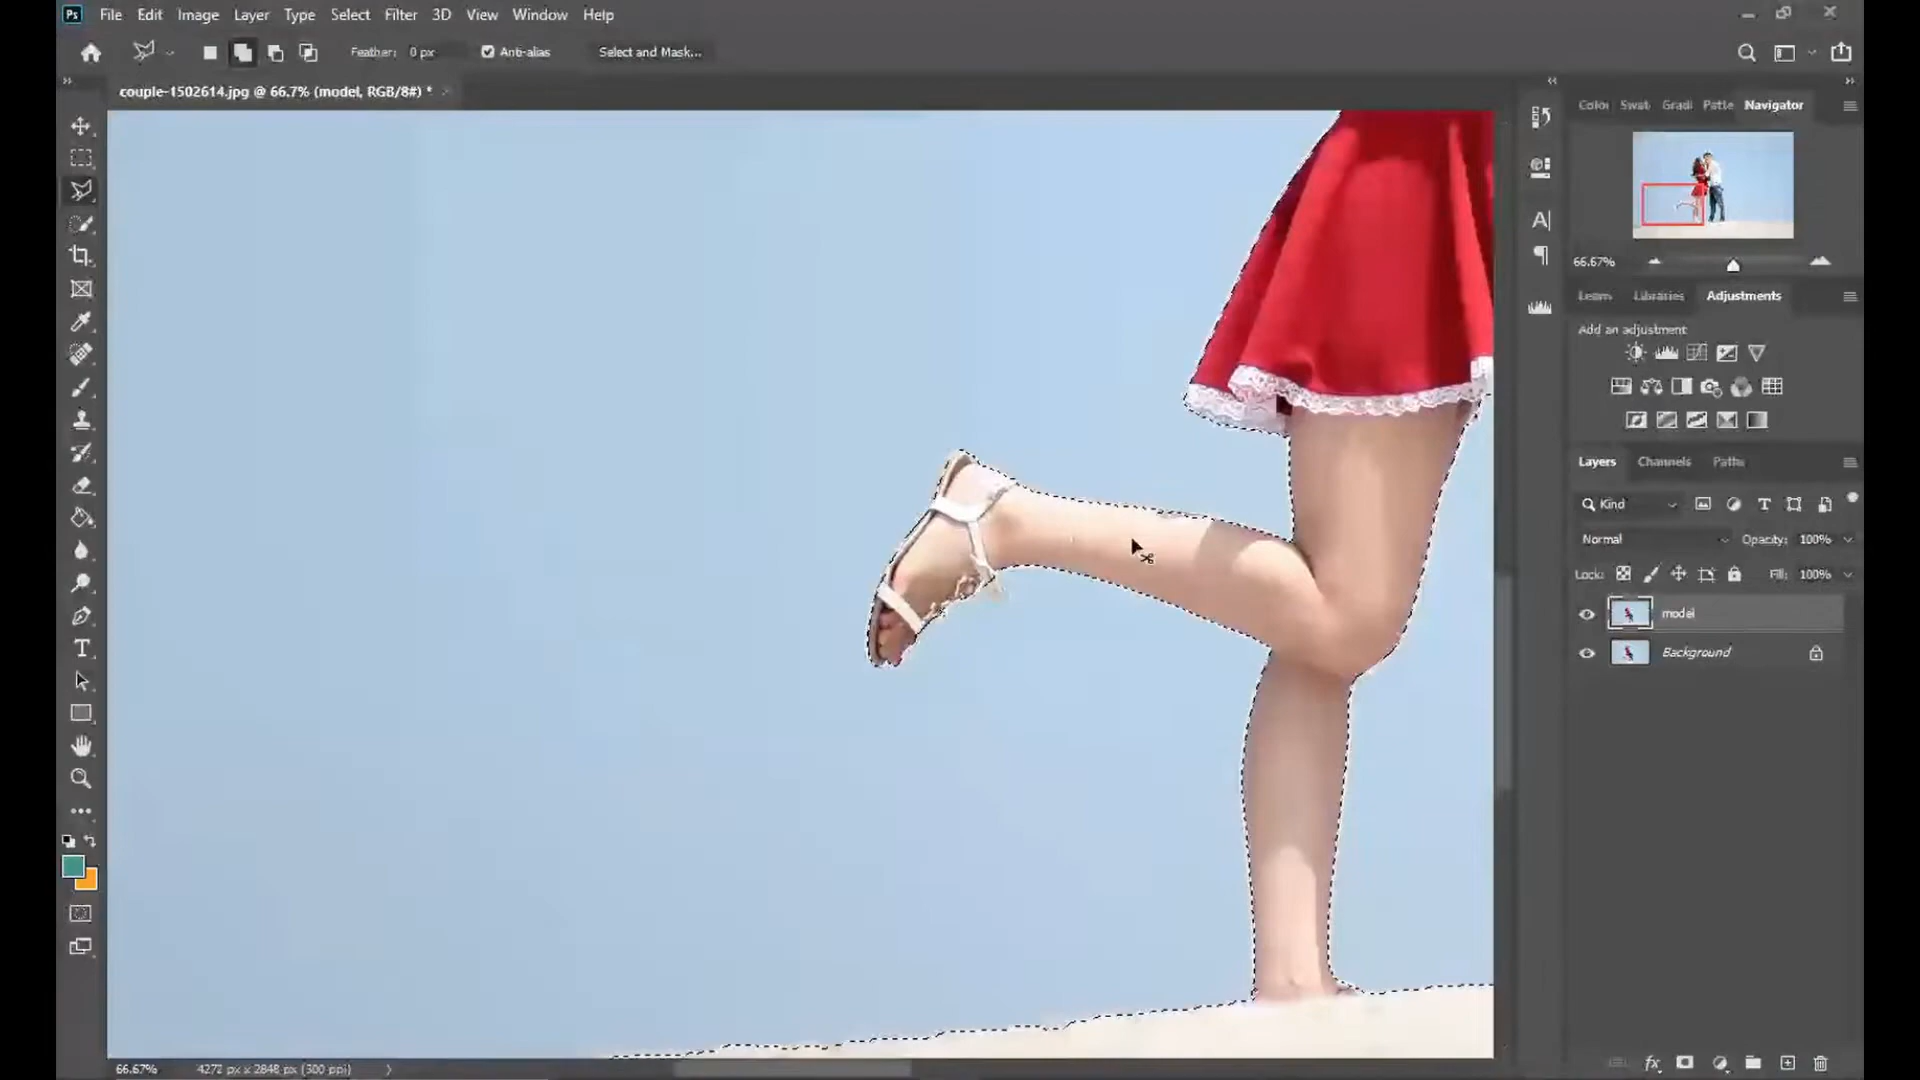 Ps File Edit Image Layer Type Select Filter 3D View Window Help
Feather: 0 px Anti-alias Select and Mask...
couple-1502614.jpg @ 66.7% (model, RGB/8#) * ×
Color Swat Gradi Patte Navigator
66.67%
Learn Libraries Adjustments
Add an adjustment
Layers Channels Paths
Kind
Normal Opacity: 100%
Lock: Fill: 100%
model
Background
66.67% 4272 px x 2848 px (300 ppi)